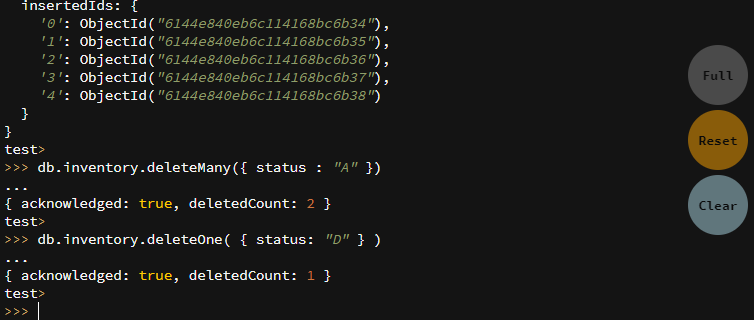 insertedIds: {
'0': ObjectId("6144e840eb6c114168bc6b34"),
'1': ObjectId("6144e840eb6c114168bc6b35"),
'2': ObjectId("6144e840eb6c114168bc6b36"),
'3': ObjectId("6144e840eb6c114168bc6b37"),
'4': ObjectId("6144e840eb6c114168bc6b38")
}
}
test>
>>> db.inventory.deleteMany({ status : "A" })
...
{ acknowledged: true, deletedCount: 2 }
test>
>>> db.inventory.deleteOne( { status: "D" } )
...
{ acknowledged: true, deletedCount: 1 }
test>
>>>
Full
Reset
Clear